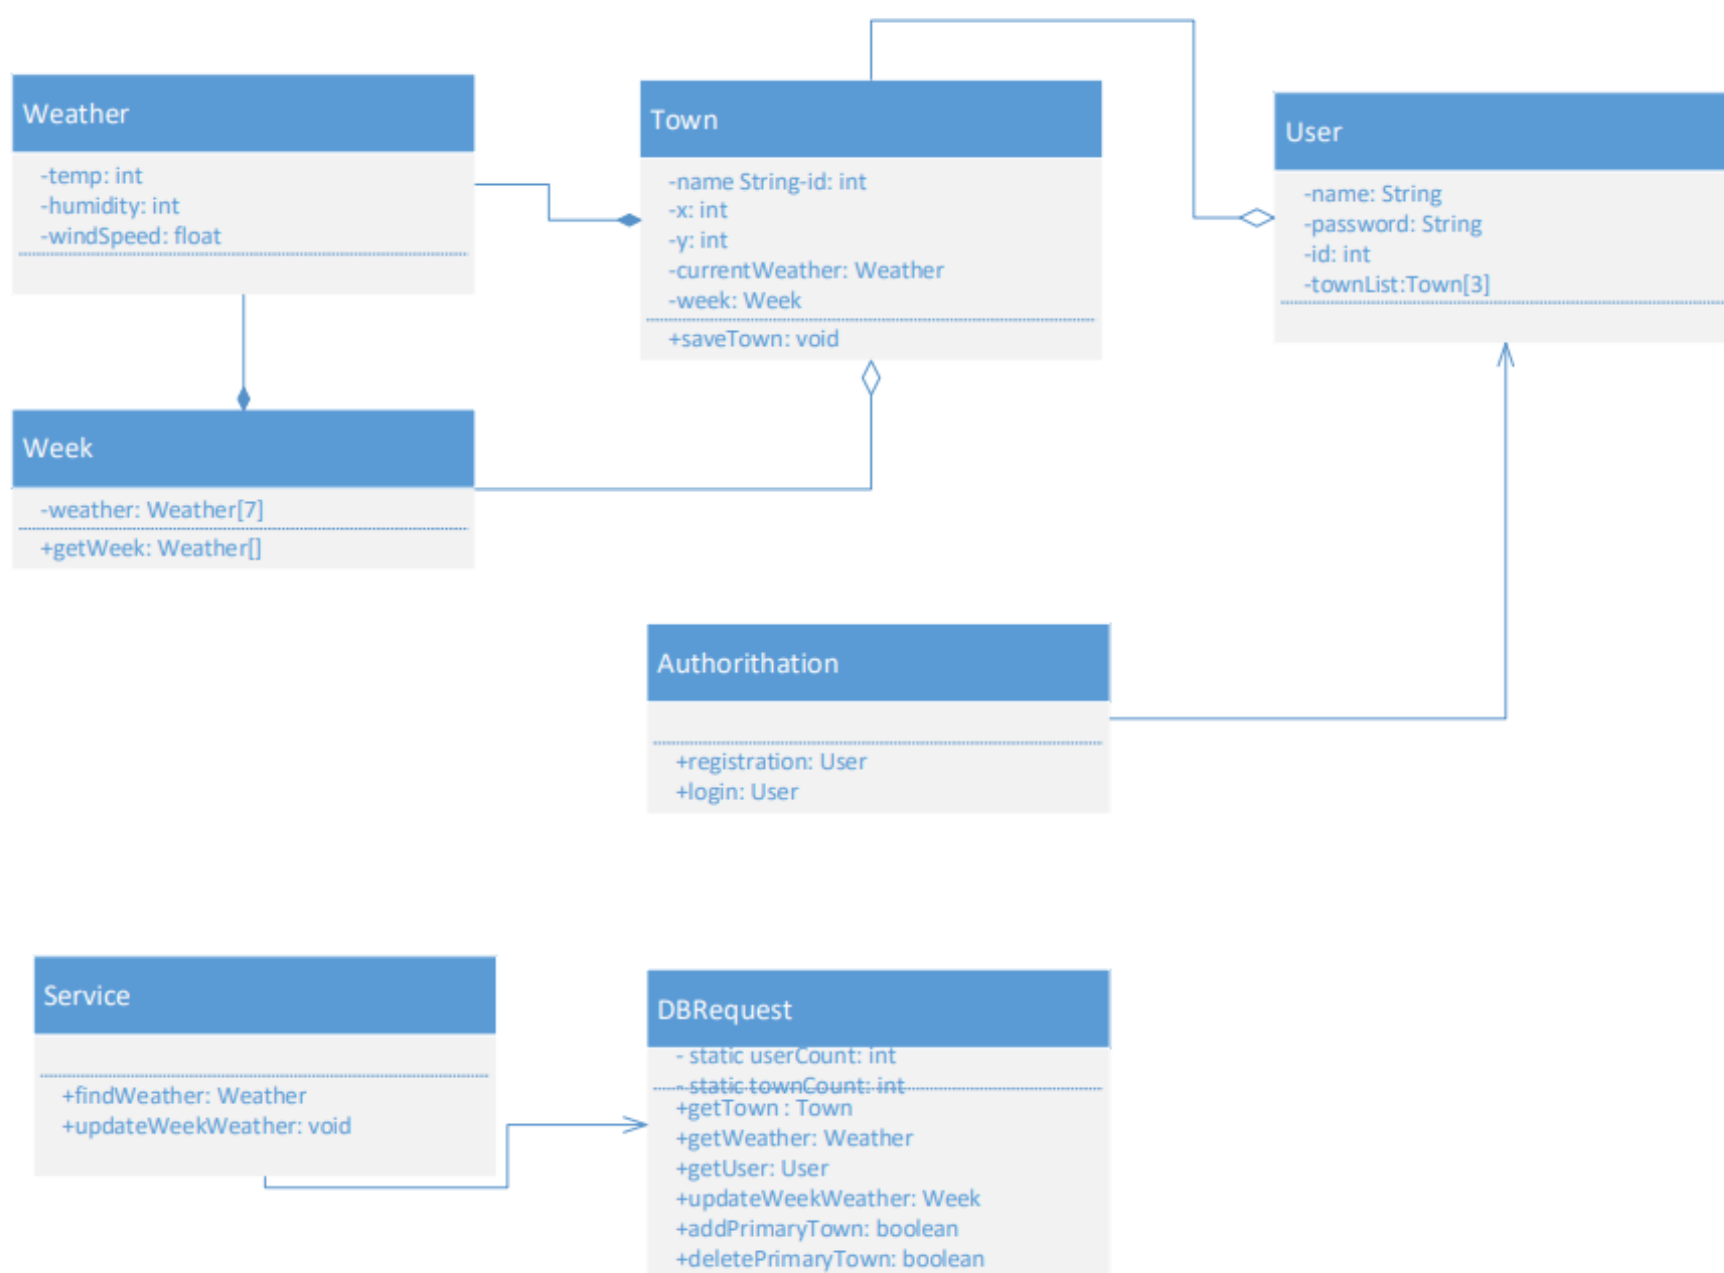 Weather
-temp: int
-humidity: int
-windSpeed: float
Town
-name String-id: int
-x: int
-y: int
-currentWeather: Weather
-week: Week
+saveTown: void
User
-name: String
-password: String
-id: int
-townList:Town[3]
Week
-weather: Weather[7]
+getWeek: Weather[]
Authorithation
+registration: User
+login: User
Service
+findWeather: Weather
+updateWeekWeather: void
DBRequest
- static userCount: int
- static townCount: int
+getTown : Town
+getWeather: Weather
+getUser: User
+updateWeekWeather: Week
+addPrimaryTown: boolean
+deletePrimaryTown: boolean